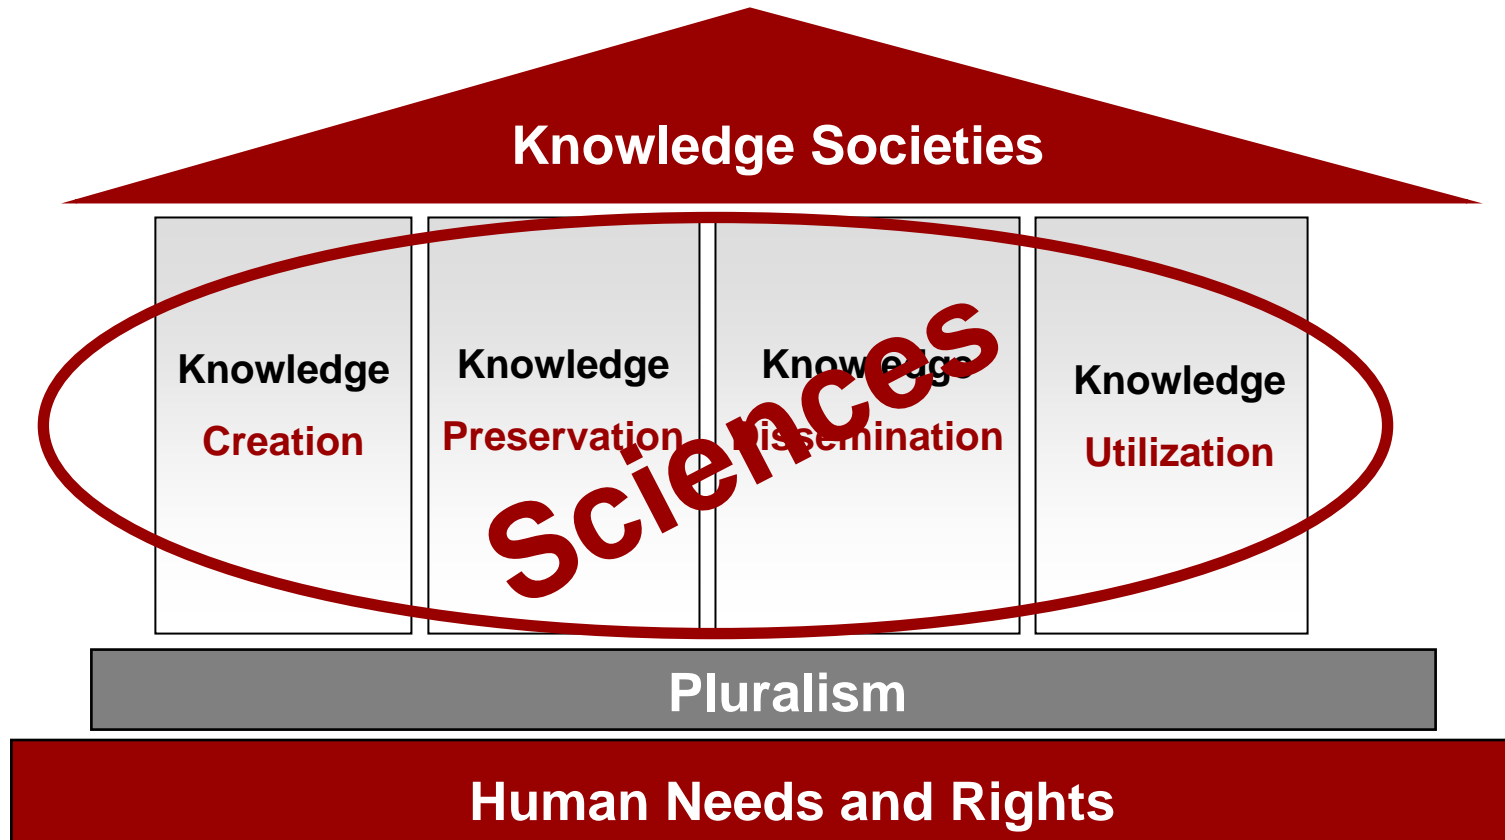 Knowledge Societies
Knowledge
Creation
Knowledge
Preservation
Knowledge
Dissemination
Knowledge
Utilization
Sciences
Pluralism
Human Needs and Rights